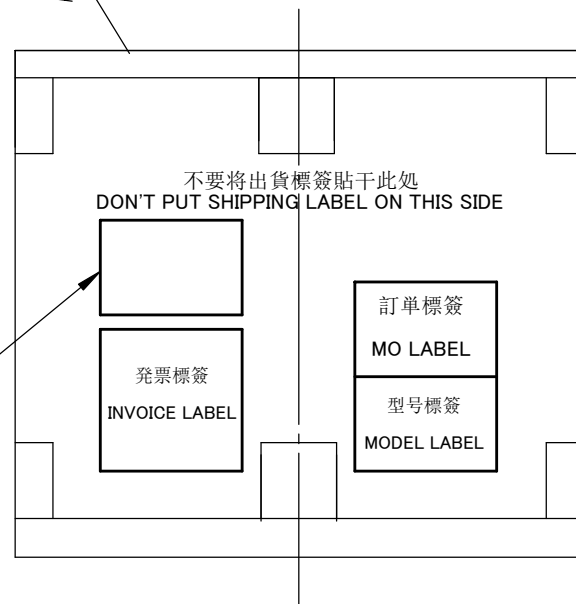 不要将出貨標簽貼干此处
DON'T PUT SHIPPING LABEL ON THIS SIDE
発票標簽
INVOICE LABEL
訂単標簽
MO LABEL
型号標簽
MODEL LABEL